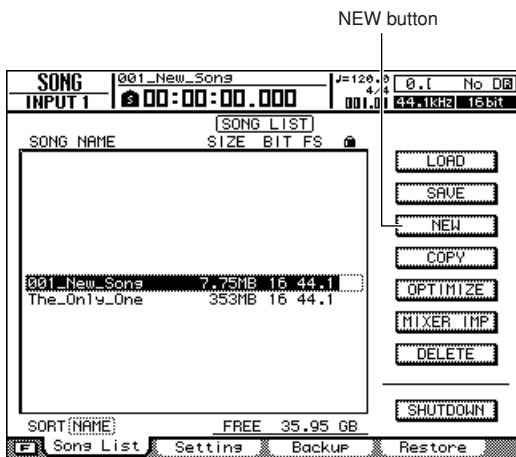 NEW button
SONG
INPUT 1
001_New_Song
S 00:00:00.000
♩=120.0
4/4
001.01
0.[ No D
44.1kHz 16bit
SONG LIST
SONG NAME SIZE BIT FS
001_New_Song 7.75MB 16 44.1
The_Only_One 353MB 16 44.1
LOAD
SAVE
NEW
COPY
OPTIMIZE
MIXER IMP
DELETE
SHUTDOWN
SORT NAME FREE 35.95 GB
F Song List Setting Backup Restore